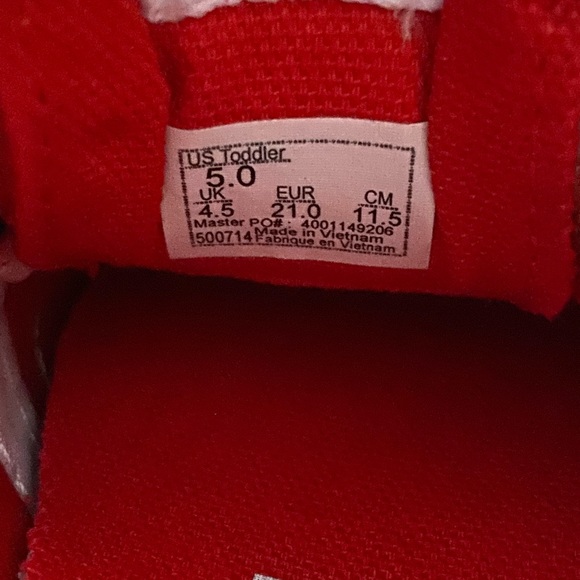 US Toddler
5.0
UK EUR CM
4.5 21.0 11.5
Master PO#: 4001149206
500714 Made in Vietnam
Fabrique en Vietnam